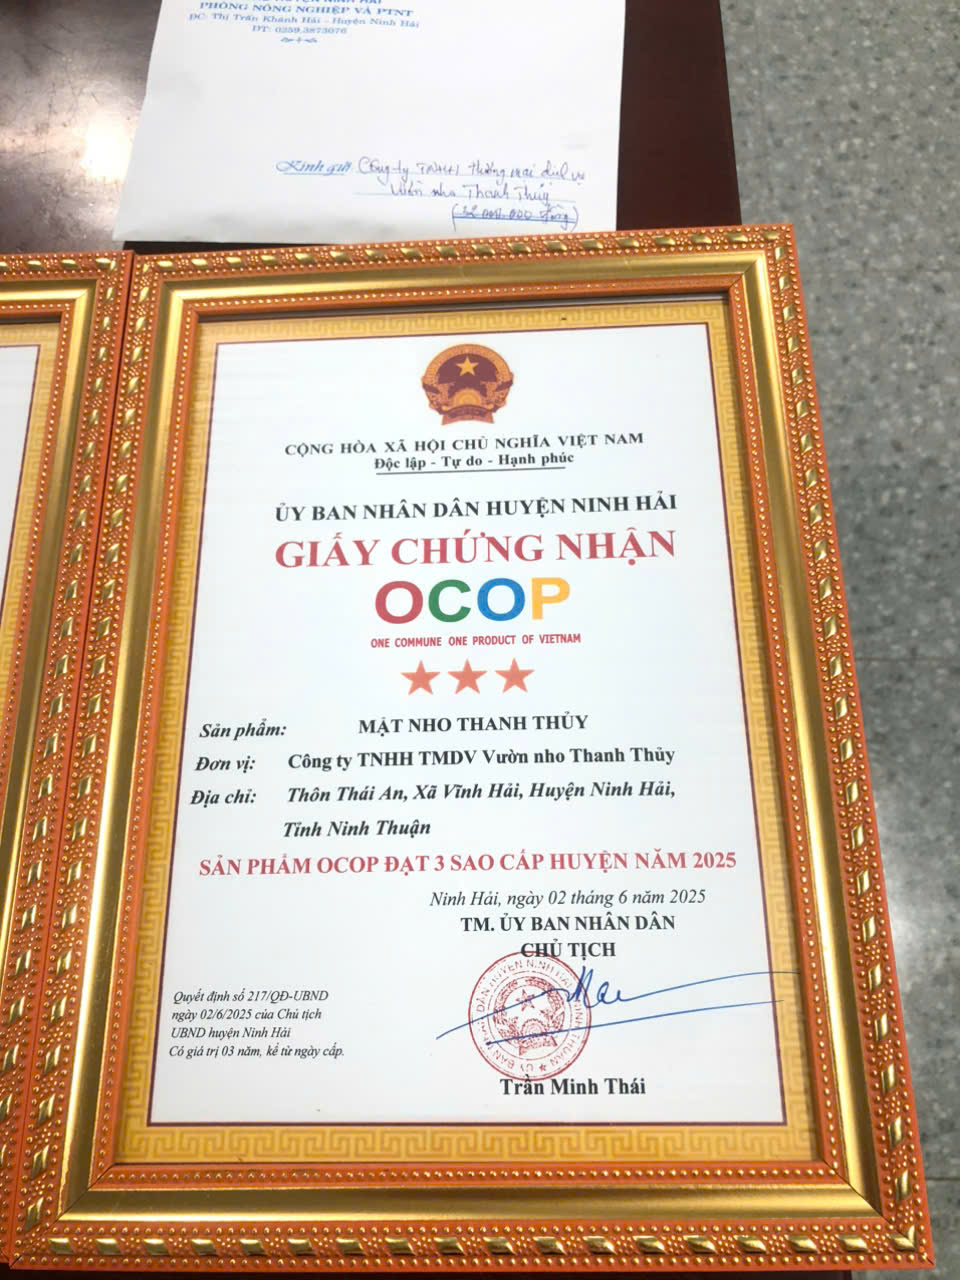 PHÒNG NÔNG NGHIỆP VÀ PTNT
ĐC: Thị Trấn Khánh Hải - Huyện Ninh Hải
ĐT: 0259.3873076
Kính gửi: Công ty TNHH thương mại dịch vụ
vườn nho Thanh Thủy
(32.000.000 đồng)
CỘNG HÒA XÃ HỘI CHỦ NGHĨA VIỆT NAM
Độc lập - Tự do - Hạnh phúc
ỦY BAN NHÂN DÂN HUYỆN NINH HẢI
GIẤY CHỨNG NHẬN
OCOP
ONE COMMUNE ONE PRODUCT OF VIETNAM
Sản phẩm: MẬT NHO THANH THỦY
Đơn vị: Công ty TNHH TMDV Vườn nho Thanh Thủy
Địa chỉ: Thôn Thái An, Xã Vĩnh Hải, Huyện Ninh Hải,
Tỉnh Ninh Thuận
SẢN PHẨM OCOP ĐẠT 3 SAO CẤP HUYỆN NĂM 2025
Ninh Hải, ngày 02 tháng 6 năm 2025
TM. ỦY BAN NHÂN DÂN
CHỦ TỊCH
Quyết định số 217/QĐ-UBND
ngày 02/6/2025 của Chủ tịch
UBND huyện Ninh Hải
Có giá trị 03 năm, kể từ ngày cấp.
Trần Minh Thái